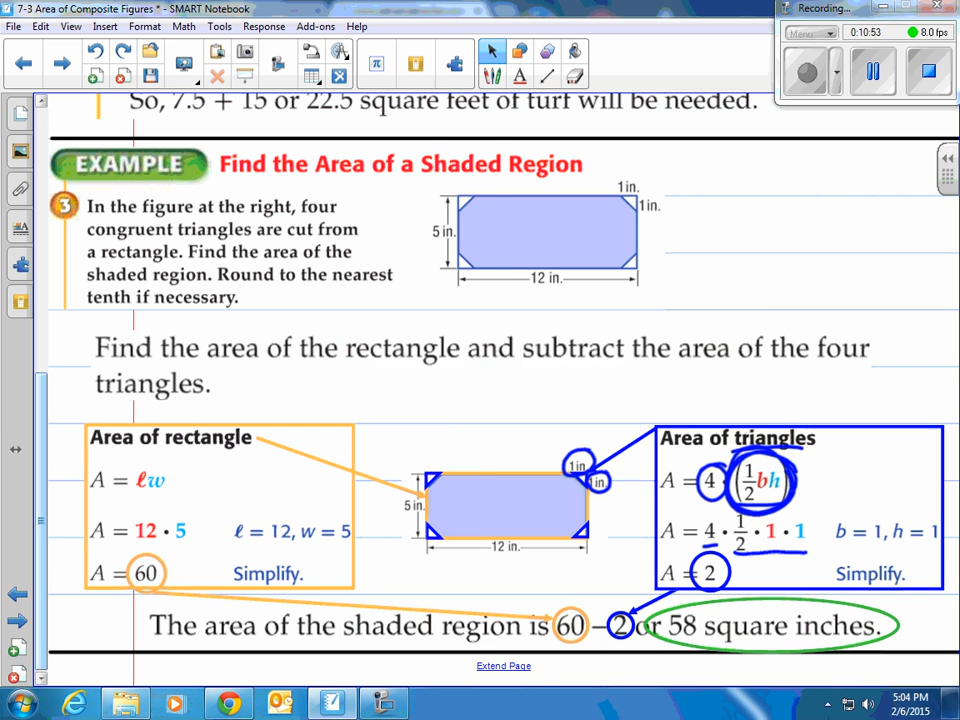 7-3 Area of Composite Figures * - SMART Notebook
Recording...
File Edit View Insert Format Math Tools Response Add-ons Help
Menu
0:10:53
8.0 fps
So, 7.5 + 15 or 22.5 square feet of turf will be needed.
EXAMPLE Find the Area of a Shaded Region
3 In the figure at the right, four
congruent triangles are cut from
a rectangle. Find the area of the
shaded region. Round to the nearest
tenth if necessary.
1 in.
1 in.
5 in.
12 in.
Find the area of the rectangle and subtract the area of the four
triangles.
Area of rectangle
A = ℓw
A = 12 • 5 ℓ = 12, w = 5
A = 60 Simplify.
1 in.
1 in.
5 in.
12 in.
Area of triangles
A = 4 • (1/2 bh)
A = 4 • 1/2 • 1 • 1 b = 1, h = 1
A = 2 Simplify.
The area of the shaded region is 60 − 2 or 58 square inches.
Extend Page
5:04 PM
2/6/2015